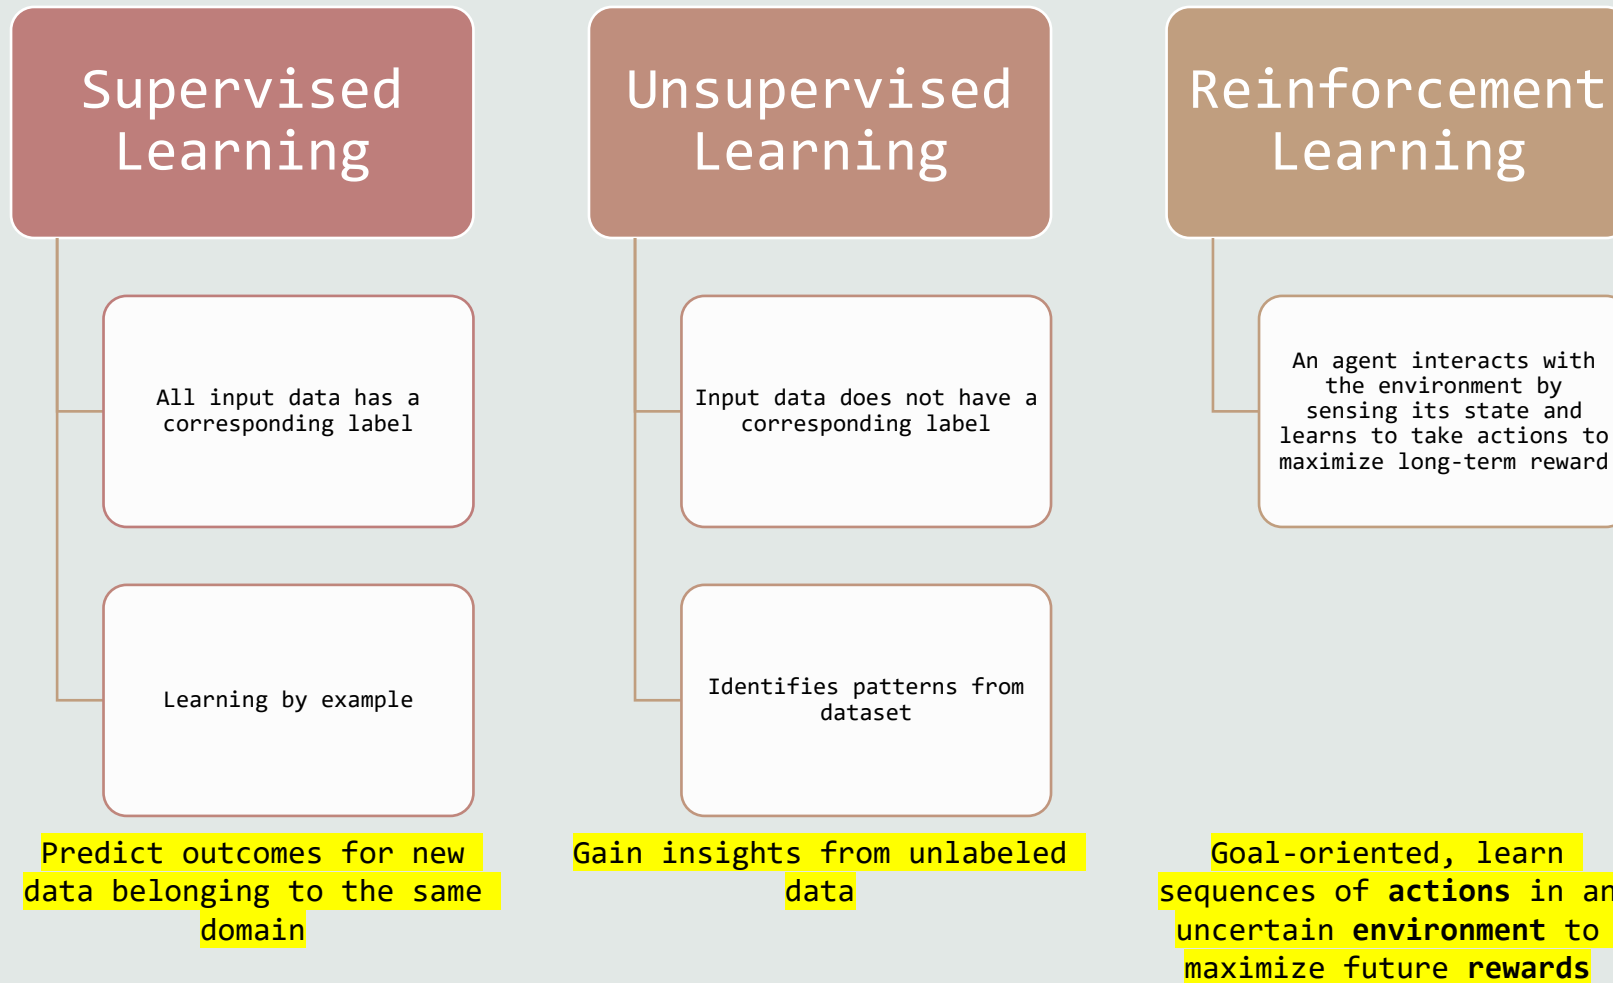 Supervised
Learning
All input data has a
corresponding label
Learning by example
Predict outcomes for new
data belonging to the same
domain
Unsupervised
Learning
Input data does not have a
corresponding label
Identifies patterns from
dataset
Gain insights from unlabeled
data
Reinforcement
Learning
An agent interacts with
the environment by
sensing its state and
learns to take actions to
maximize long-term reward
Goal-oriented, learn
sequences of actions in an
uncertain environment to
maximize future rewards